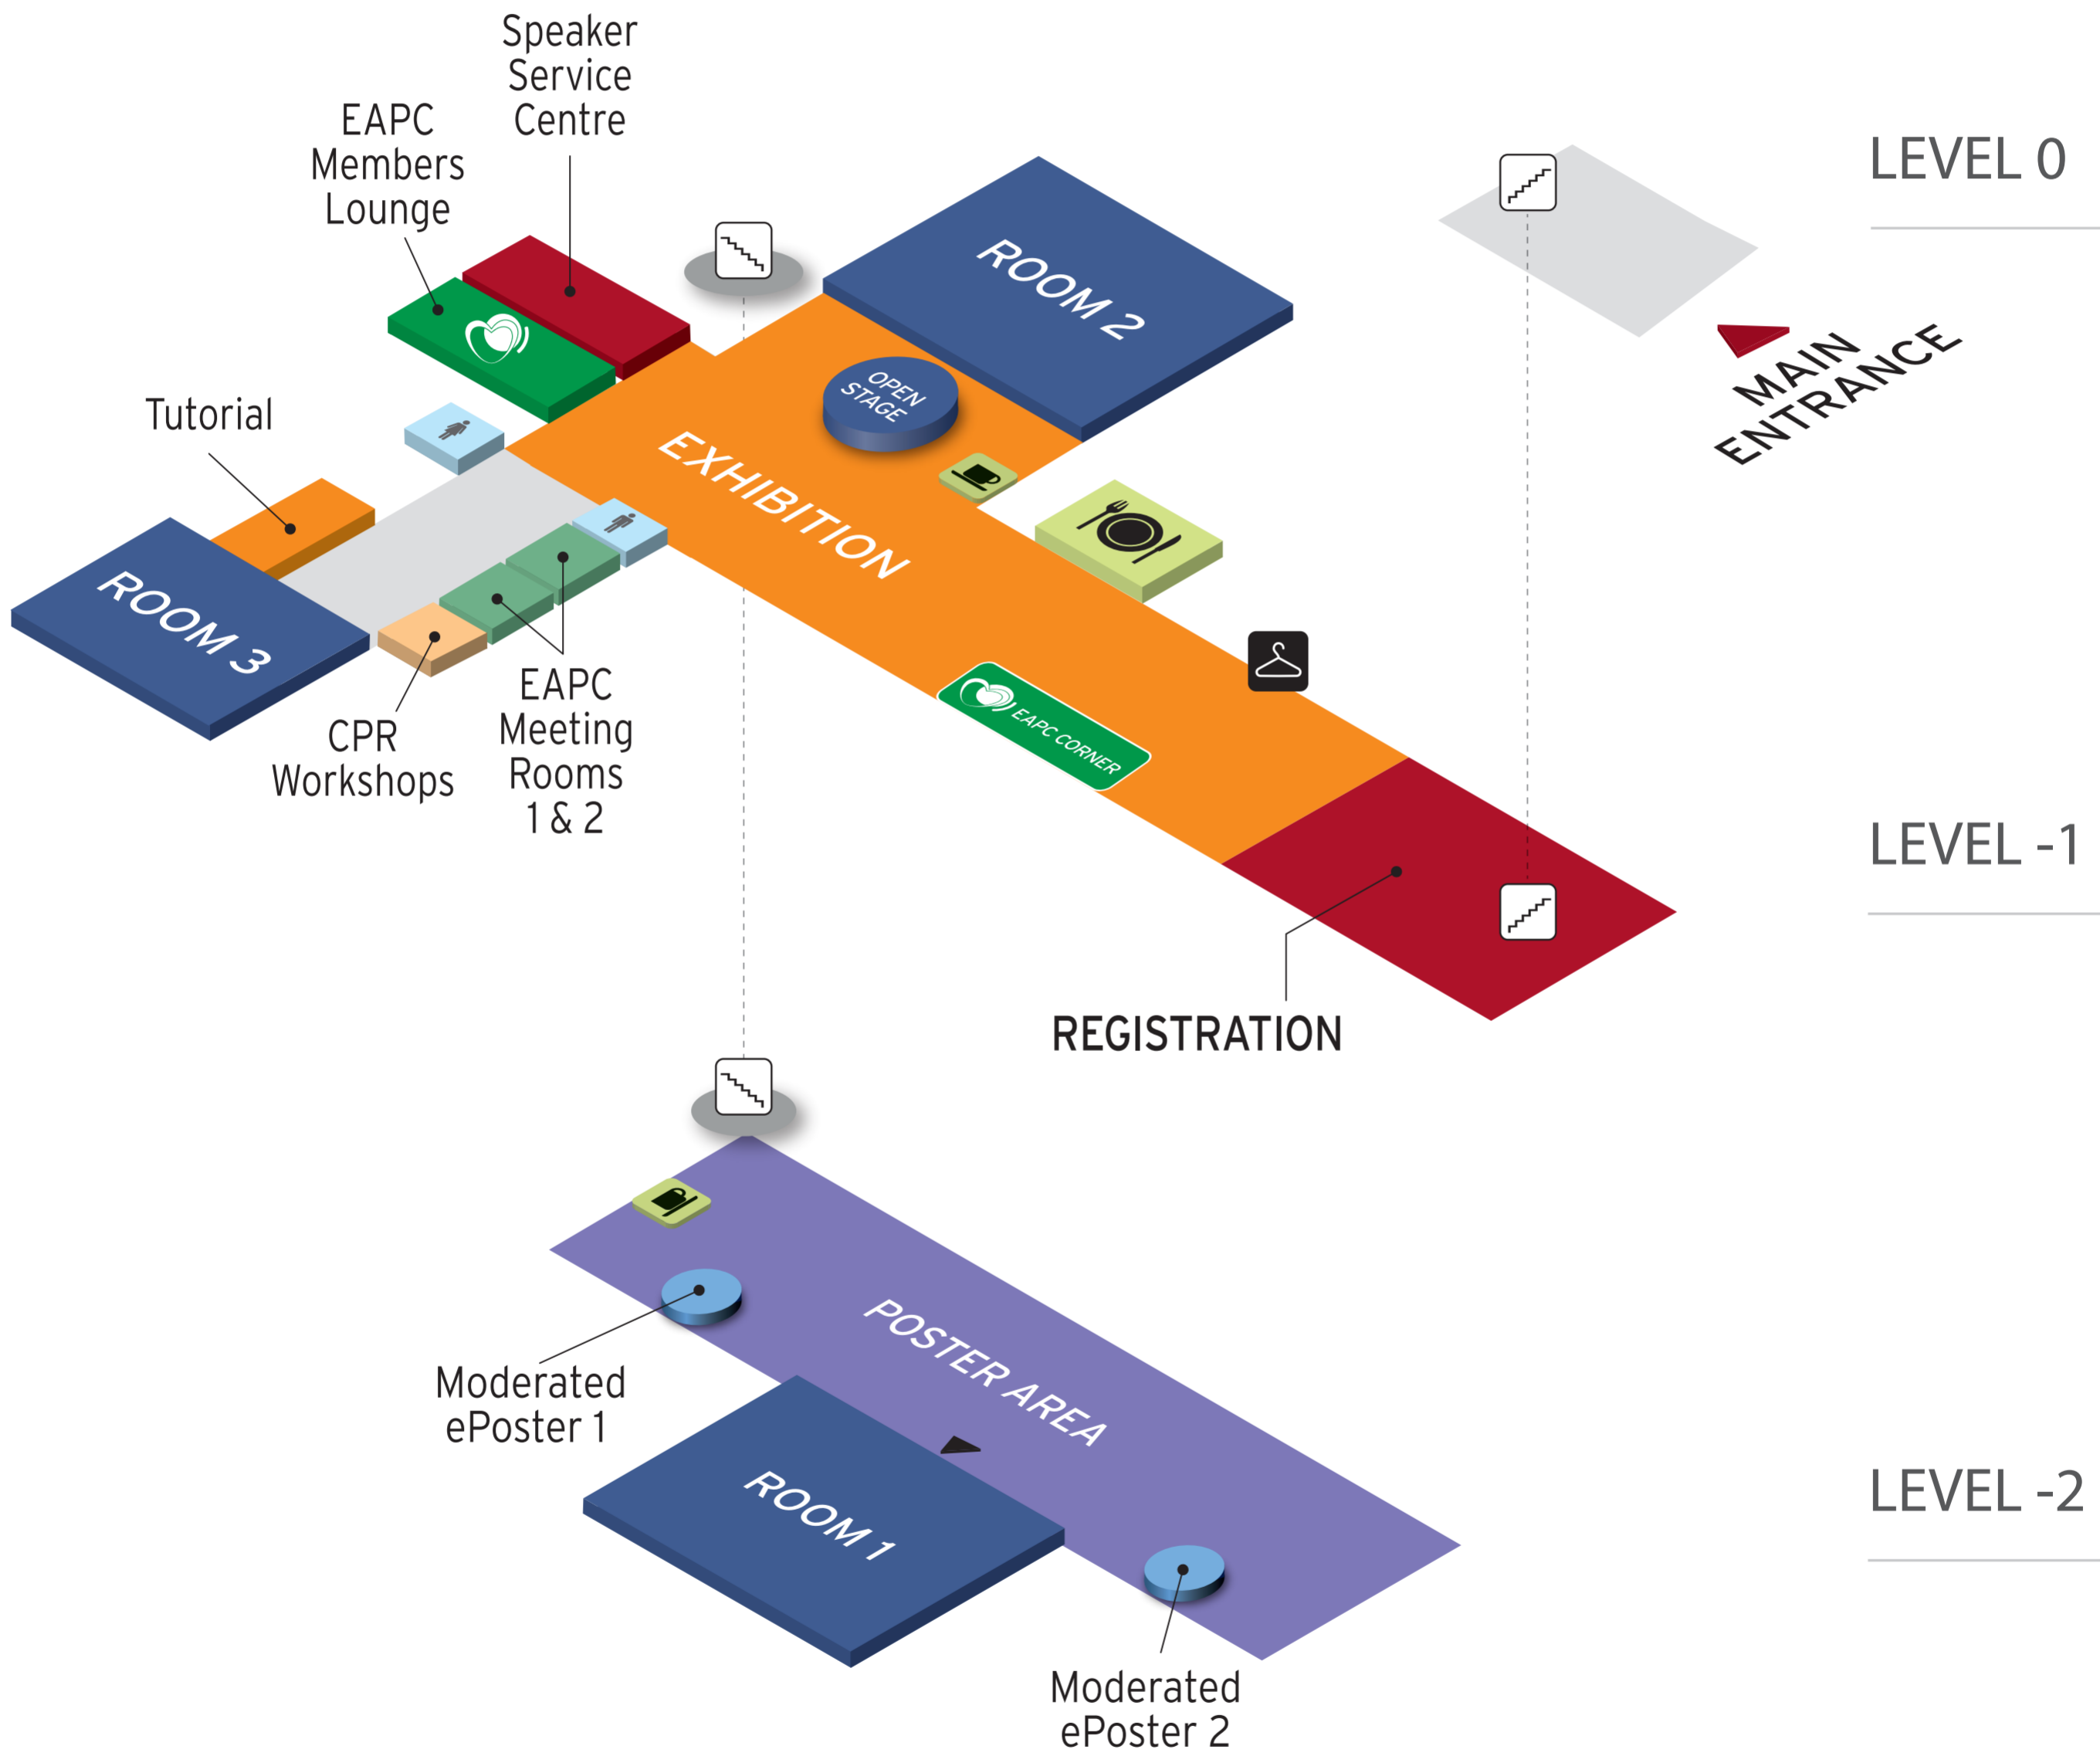 Speaker
Service
Centre
EAPC
Members
Lounge
LEVEL 0
ROOM 2
MAIN
ENTRANCE
OPEN
STAGE
Tutorial
EXHIBITION
ROOM 3
EAPC
Meeting
Rooms
1 & 2
CPR
Workshops
EAPC CORNER
LEVEL -1
REGISTRATION
POSTER AREA
Moderated
ePoster 1
ROOM 1
LEVEL -2
Moderated
ePoster 2